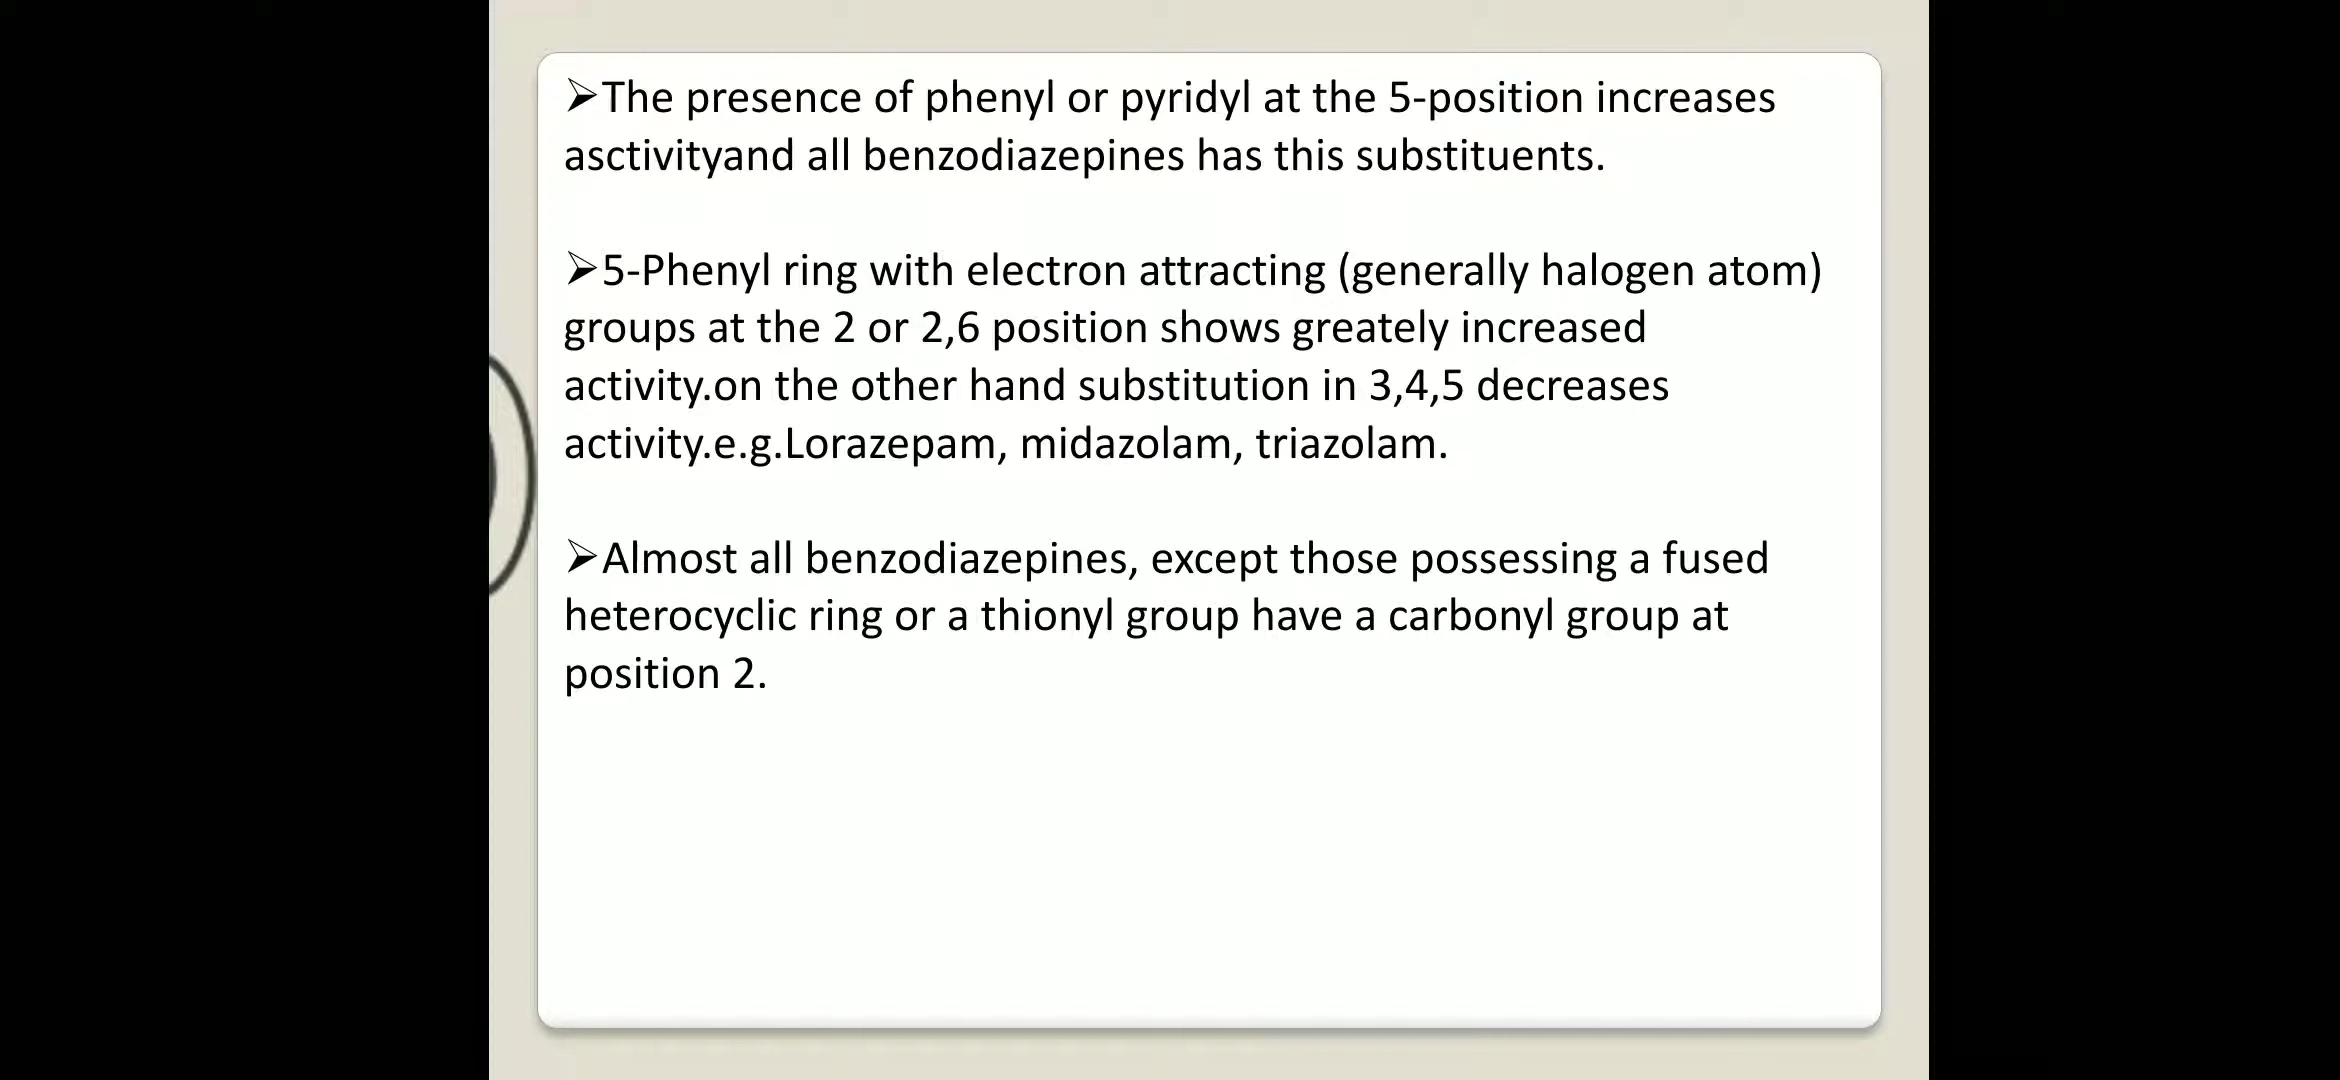 ➢The presence of phenyl or pyridyl at the 5-position increases
asctivityand all benzodiazepines has this substituents.
➢5-Phenyl ring with electron attracting (generally halogen atom)
groups at the 2 or 2,6 position shows greately increased
activity.on the other hand substitution in 3,4,5 decreases
activity.e.g.Lorazepam, midazolam, triazolam.
➢Almost all benzodiazepines, except those possessing a fused
heterocyclic ring or a thionyl group have a carbonyl group at
position 2.